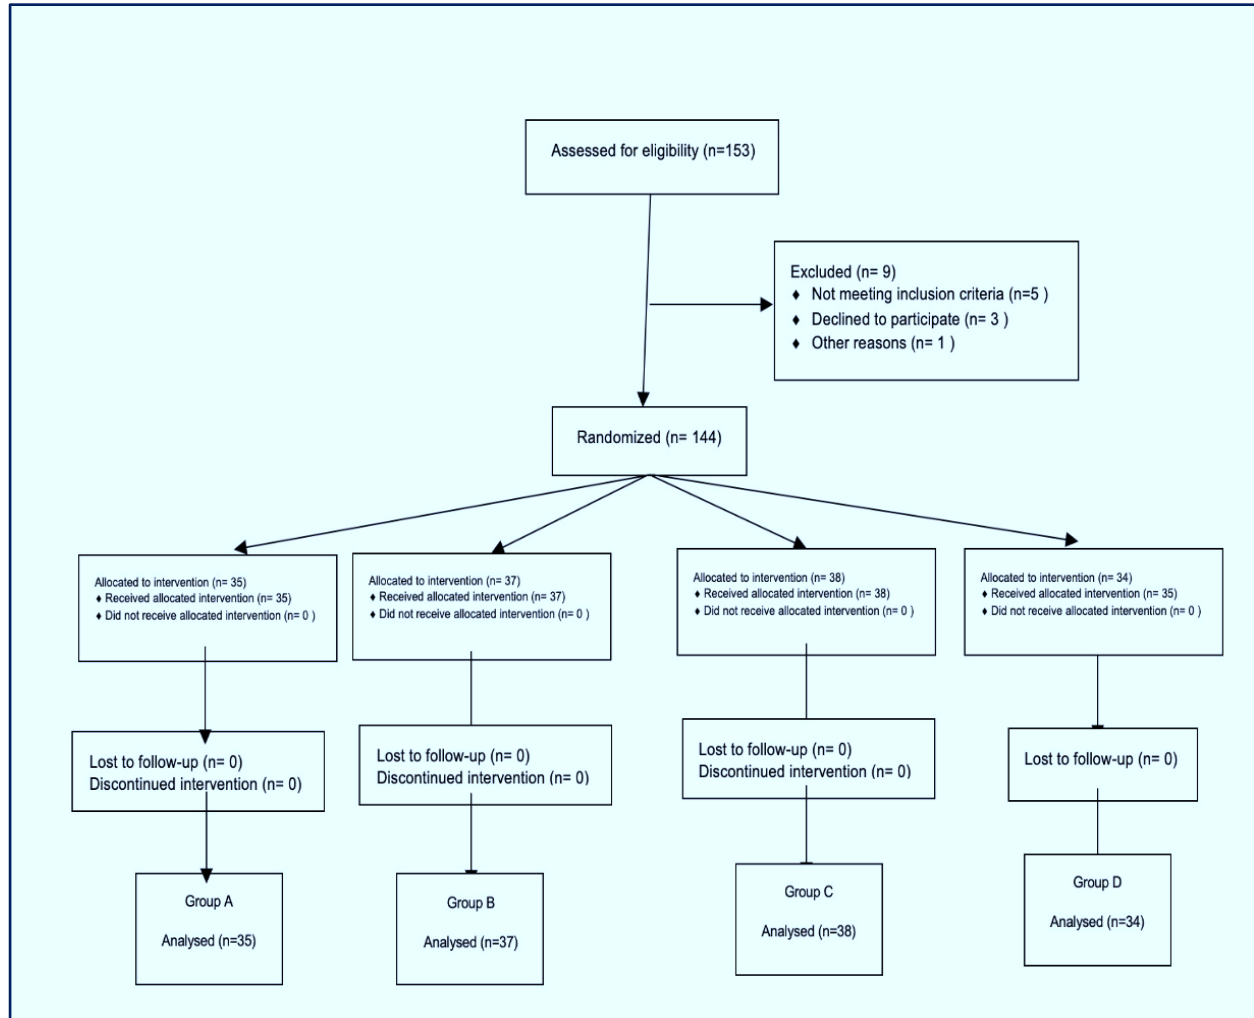 Assessed for eligibility (n=153)
Excluded (n= 9)
♦ Not meeting inclusion criteria (n=5 )
♦ Declined to participate (n= 3 )
♦ Other reasons (n= 1 )
Randomized (n= 144)
Allocated to intervention (n= 35)
♦ Received allocated intervention (n= 35)
♦ Did not receive allocated intervention (n= 0 )
Allocated to intervention (n= 37)
♦ Received allocated intervention (n= 37)
♦ Did not receive allocated intervention (n= 0 )
Allocated to intervention (n= 38)
♦ Received allocated intervention (n= 38)
♦ Did not receive allocated intervention (n= 0 )
Allocated to intervention (n= 34)
♦ Received allocated intervention (n= 35)
♦ Did not receive allocated intervention (n= 0 )
Lost to follow-up (n= 0)
Discontinued intervention (n= 0)
Lost to follow-up (n= 0)
Discontinued intervention (n= 0)
Lost to follow-up (n= 0)
Discontinued intervention (n= 0)
Lost to follow-up (n= 0)
Group A
Analysed (n=35)
Group B
Analysed (n=37)
Group C
Analysed (n=38)
Group D
Analysed (n=34)